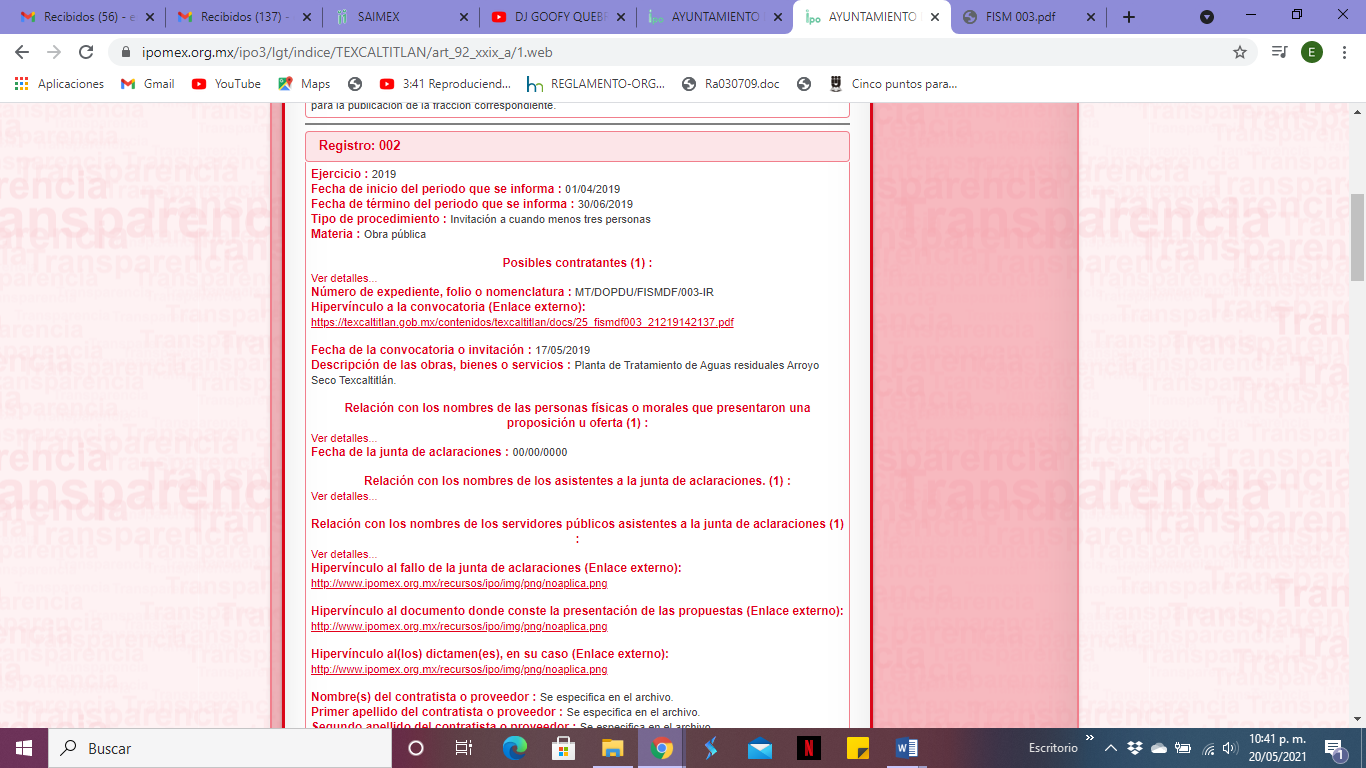 Recibidos (56) - e
Recibidos (137) -
SAIMEX
DJ GOOFY QUEBR
AYUNTAMIENTO
AYUNTAMIENTO
FISM 003.pdf
ipomex.org.mx/ipo3/lgt/indice/TEXCALTITLAN/art_92_xxix_a/1.web
E
Aplicaciones
Gmail
YouTube
Maps
3:41 Reproduciend...
REGLAMENTO-ORG...
Ra030709.doc
Cinco puntos para...
para la publicación de la fracción correspondiente.
Registro: 002
Ejercicio : 2019
Fecha de inicio del periodo que se informa : 01/04/2019
Fecha de término del periodo que se informa : 30/06/2019
Tipo de procedimiento : Invitación a cuando menos tres personas
Materia : Obra pública
Posibles contratantes (1) :
Ver detalles...
Número de expediente, folio o nomenclatura : MT/DOPDU/FISMDF/003-IR
Hipervínculo a la convocatoria (Enlace externo):
https://texcaltitlan.gob.mx/contenidos/texcaltitlan/docs/25_fismdf003_21219142137.pdf
Fecha de la convocatoria o invitación : 17/05/2019
Descripción de las obras, bienes o servicios : Planta de Tratamiento de Aguas residuales Arroyo
Seco Texcaltitlán.
Relación con los nombres de las personas físicas o morales que presentaron una
proposición u oferta (1) :
Ver detalles...
Fecha de la junta de aclaraciones : 00/00/0000
Relación con los nombres de los asistentes a la junta de aclaraciones. (1) :
Ver detalles...
Relación con los nombres de los servidores públicos asistentes a la junta de aclaraciones (1)
:
Ver detalles...
Hipervínculo al fallo de la junta de aclaraciones (Enlace externo):
http://www.ipomex.org.mx/recursos/ipo/img/png/noaplica.png
Hipervínculo al documento donde conste la presentación de las propuestas (Enlace externo):
http://www.ipomex.org.mx/recursos/ipo/img/png/noaplica.png
Hipervínculo al(los) dictamen(es), en su caso (Enlace externo):
http://www.ipomex.org.mx/recursos/ipo/img/png/noaplica.png
Nombre(s) del contratista o proveedor : Se especifica en el archivo.
Primer apellido del contratista o proveedor : Se especifica en el archivo.
Segundo apellido del contratista o proveedor : Se especifica en el archivo.
Buscar
Escritorio
10:41 p. m.
20/05/2021
1